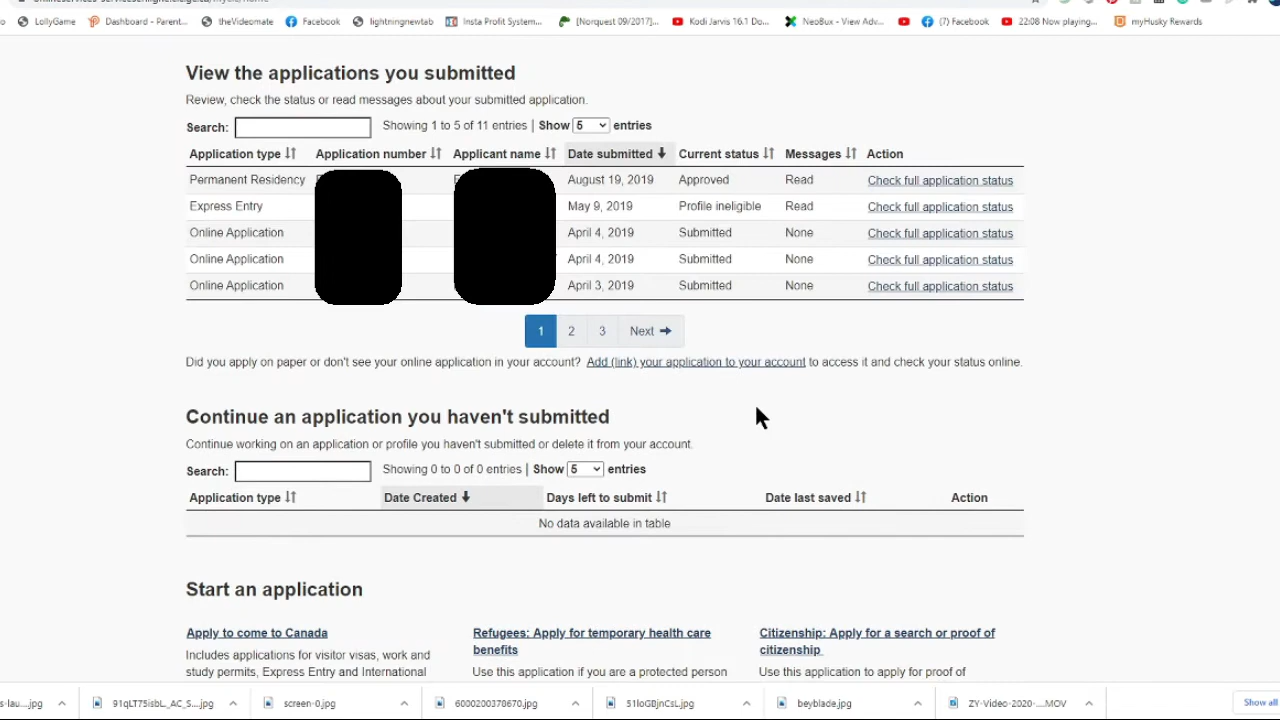 LollyGame Dashboard - Parent... theVideomate Facebook lightningnewtab Insta Profit System... [Norquest 09/2017]... Kodi Jarvis 16.1 Do... NeoBux - View Adv... (7) Facebook 22:08 Now playing... myHusky Rewards
View the applications you submitted
Review, check the status or read messages about your submitted application.
Search: Showing 1 to 5 of 11 entries | Show 5 entries
Application type Application number Applicant name Date submitted Current status Messages Action
Permanent Residency August 19, 2019 Approved Read Check full application status
Express Entry May 9, 2019 Profile ineligible Read Check full application status
Online Application April 4, 2019 Submitted None Check full application status
Online Application April 4, 2019 Submitted None Check full application status
Online Application April 3, 2019 Submitted None Check full application status
1 2 3 Next
Did you apply on paper or don't see your online application in your account? Add (link) your application to your account to access it and check your status online.
Continue an application you haven't submitted
Continue working on an application or profile you haven't submitted or delete it from your account.
Search: Showing 0 to 0 of 0 entries | Show 5 entries
Application type Date Created Days left to submit Date last saved Action
No data available in table
Start an application
Apply to come to Canada
Includes applications for visitor visas, work and
study permits, Express Entry and International
Refugees: Apply for temporary health care
benefits
Use this application if you are a protected person
Citizenship: Apply for a search or proof of
citizenship
Use this application to apply for proof of
s-lau....jpg 91qLT75isbL._AC_S....jpg screen-0.jpg 6000200378670.jpg 51loGBjnCsL.jpg beyblade.jpg ZY-Video-2020-....MOV Show all